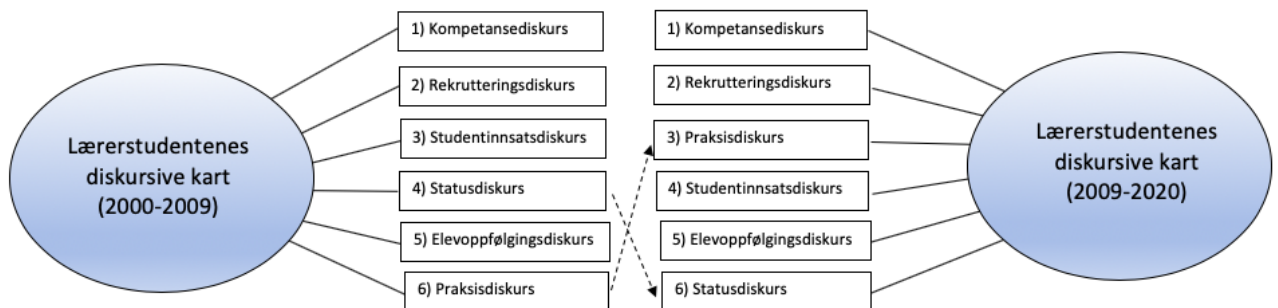 Lærerstudentenes
diskursive kart
(2000-2009)
1) Kompetansediskurs
2) Rekrutteringsdiskurs
3) Studentinnsatsdiskurs
4) Statusdiskurs
5) Elevoppfølgingsdiskurs
6) Praksisdiskurs
1) Kompetansediskurs
2) Rekrutteringsdiskurs
3) Praksisdiskurs
4) Studentinnsatsdiskurs
5) Elevoppfølgingsdiskurs
6) Statusdiskurs
Lærerstudentenes
diskursive kart
(2009-2020)